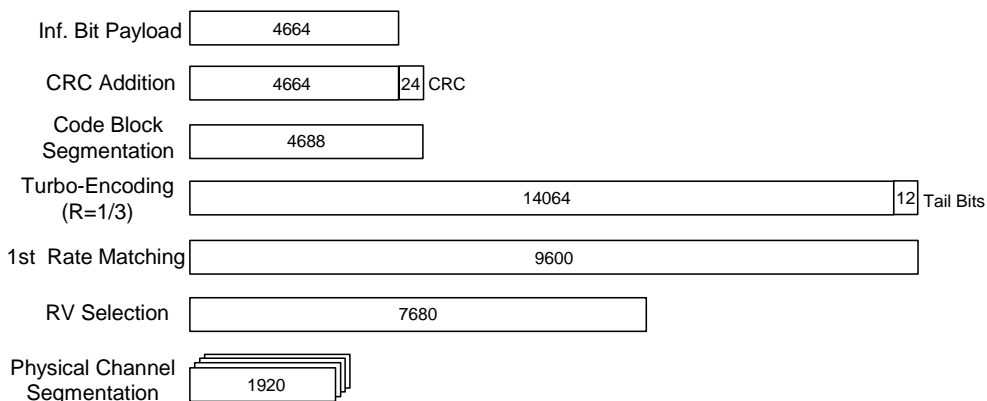 Inf. Bit Payload 4664
CRC Addition 4664 24 CRC
Code Block
Segmentation 4688
Turbo-Encoding
(R=1/3) 14064 12 Tail Bits
1st Rate Matching 9600
RV Selection 7680
Physical Channel
Segmentation 1920